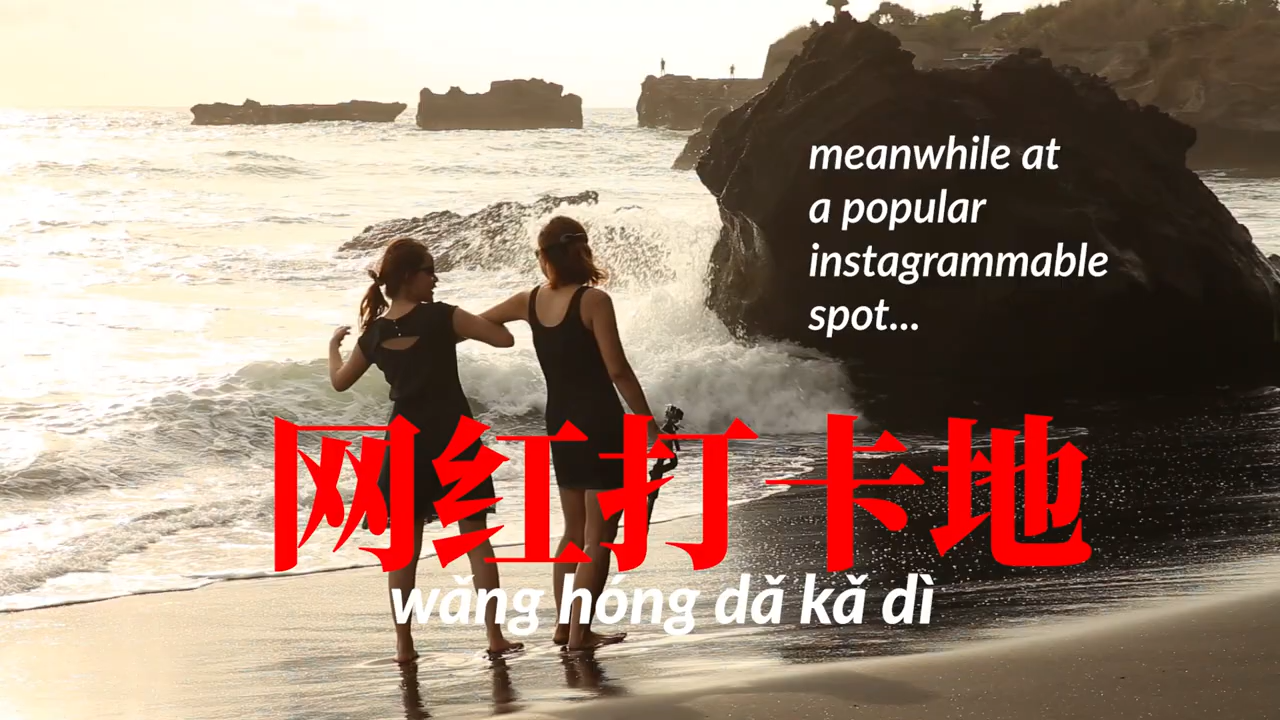 meanwhile at
a popular
instagrammable
spot...
网红打卡地
wǎng hóng dǎ kǎ dì